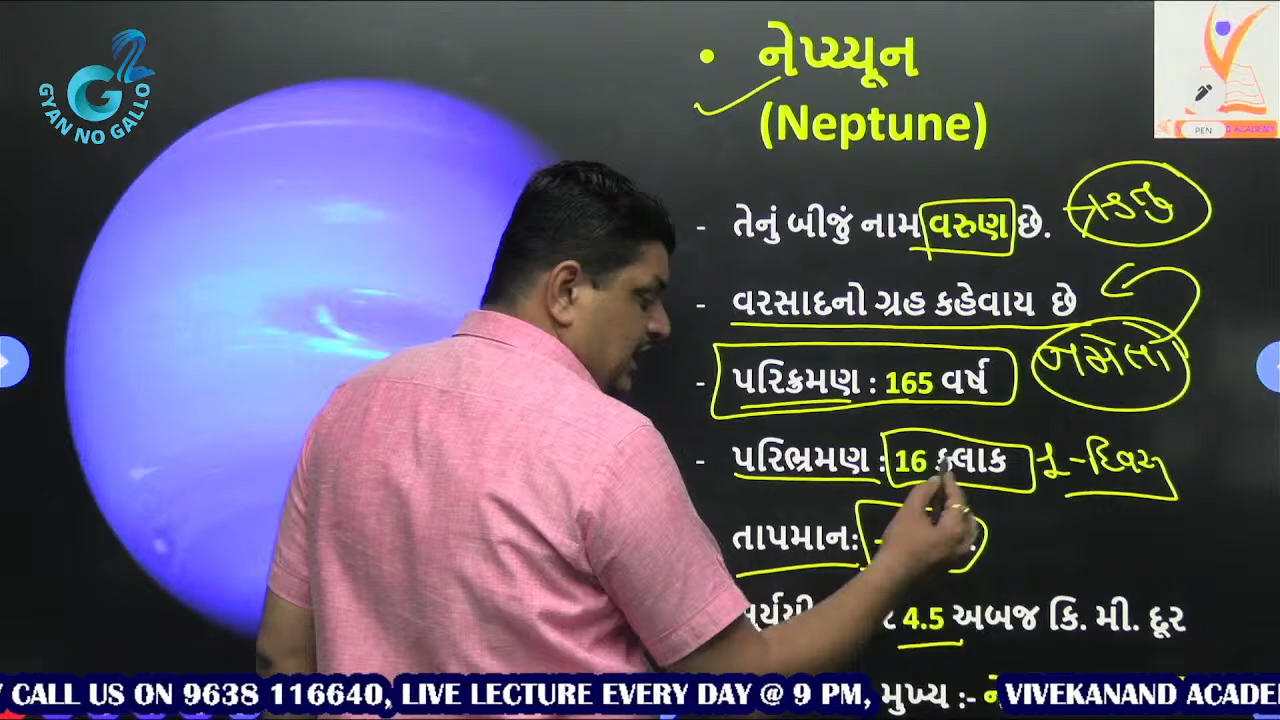 GYAN NO GALLO
• નેપ્ચ્યૂન
(Neptune)
PEN
- તેનું બીજું નામ વરુણ છે.
- વરસાદનો ગ્રહ કહેવાય છે
- પરિક્રમણ : 165 વર્ષ
- પરિભ્રમણ : 16 કલાક
તાપમાન: -
4.5 અબજ કિ. મી. દૂર
CALL US ON 9638 116640, LIVE LECTURE EVERY DAY @ 9 PM, મુખ્ય :-
VIVEKANAND ACADE